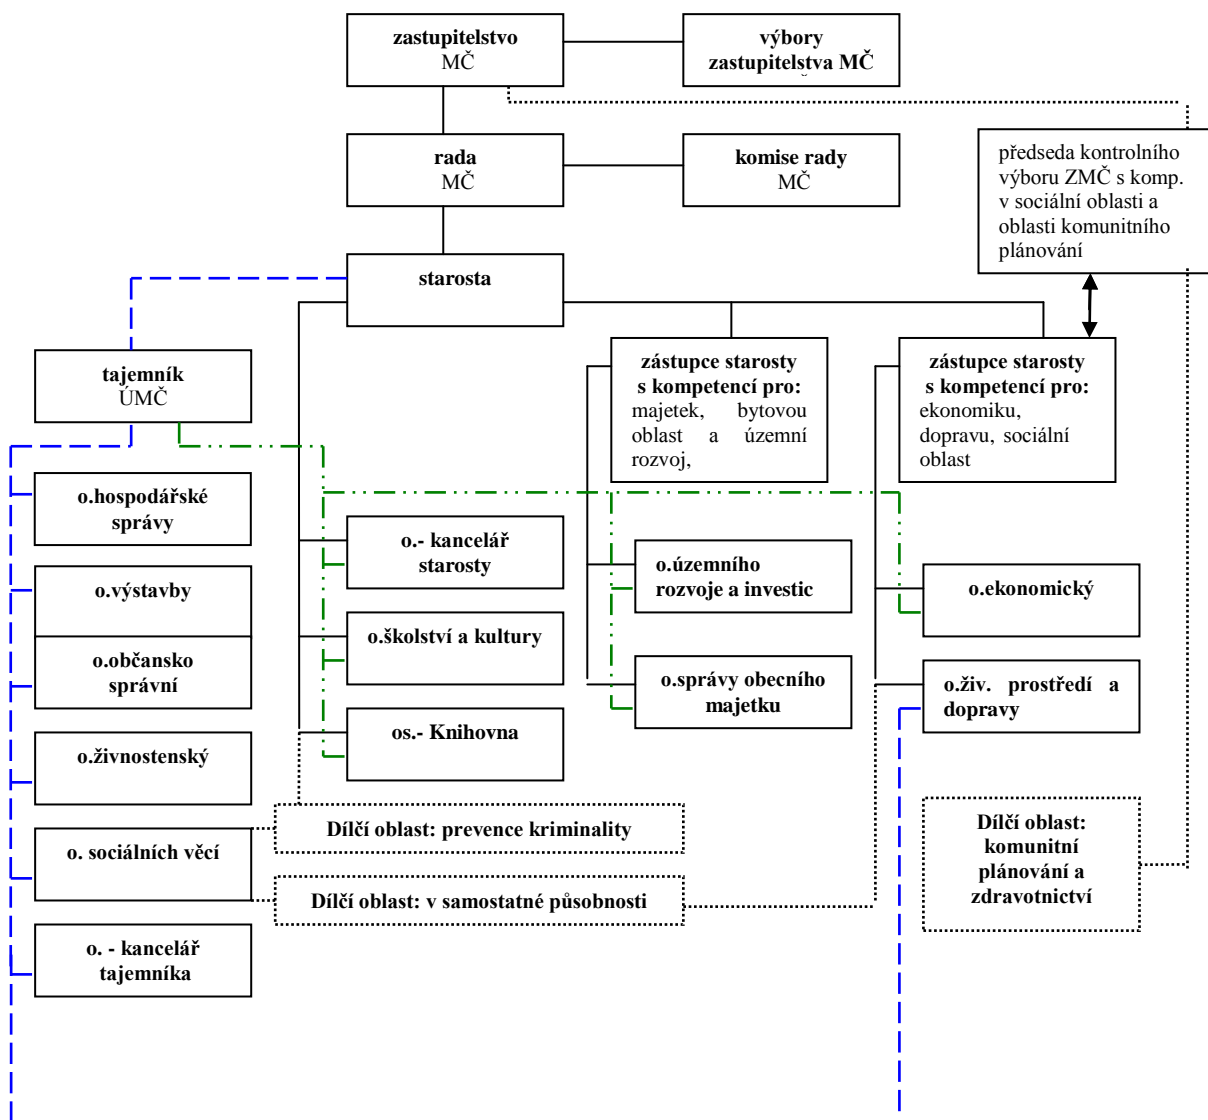 zastupitelstvo
MČ
výbory
zastupitelstva MČ
rada
MČ
komise rady
MČ
předseda kontrolního
výboru ZMČ s komp.
v sociální oblasti a
oblasti komunitního
plánování
starosta
tajemník
ÚMČ
zástupce starosty
s kompetencí pro:
majetek, bytovou
oblast a územní
rozvoj,
zástupce starosty
s kompetencí pro:
ekonomiku,
dopravu, sociální
oblast
o.hospodářské
správy
o.výstavby
o.občansko
správní
o.živnostenský
o. sociálních věcí
o. - kancelář
tajemníka
o.- kancelář
starosty
o.školství a kultury
os.- Knihovna
o.územního
rozvoje a investic
o.správy obecního
majetku
o.ekonomický
o.živ. prostředí a
dopravy
Dílčí oblast: prevence kriminality
Dílčí oblast: v samostatné působnosti
Dílčí oblast:
komunitní
plánování a
zdravotnictví